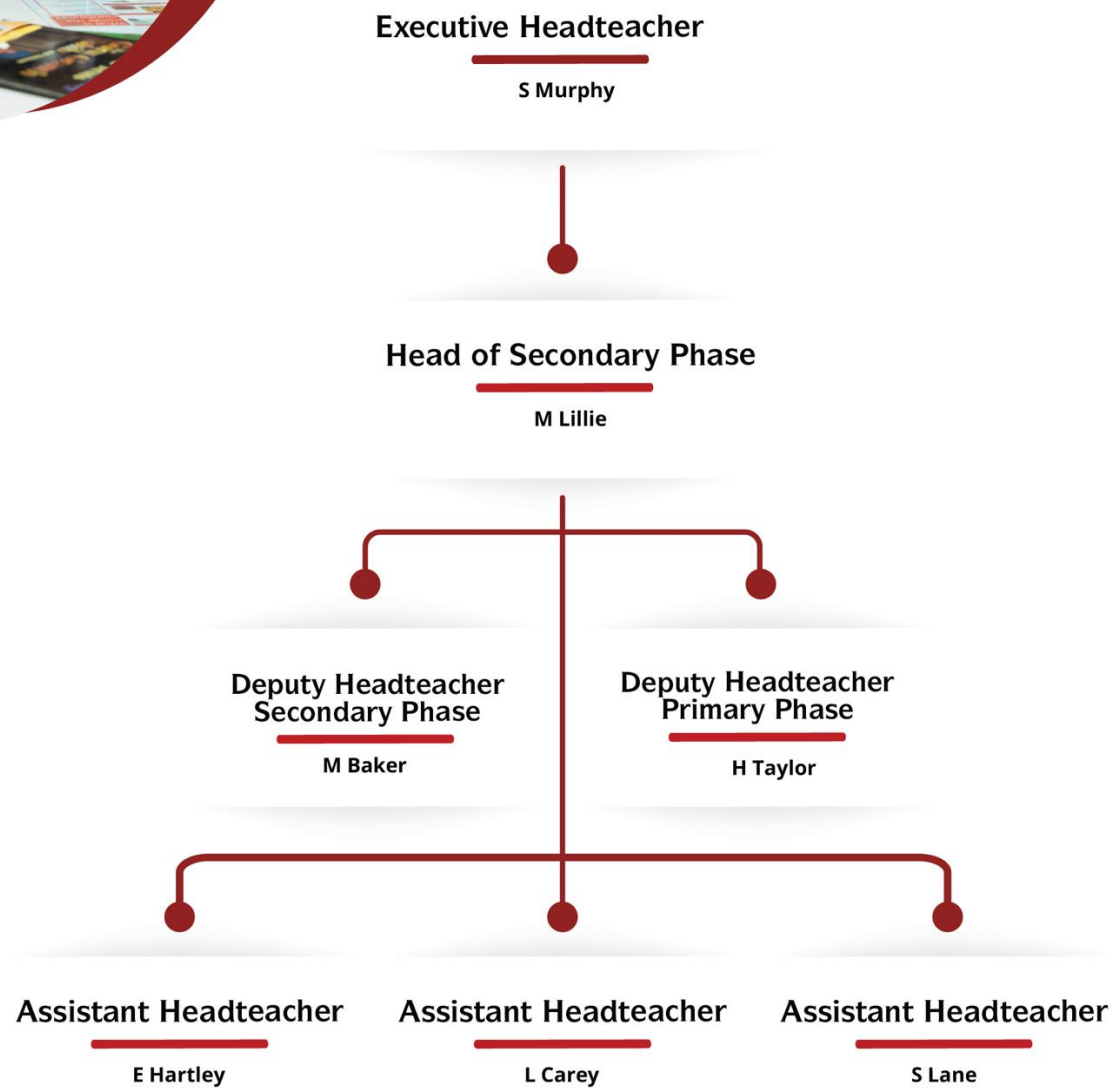 Executive Headteacher
S Murphy
Head of Secondary Phase
M Lillie
Deputy Headteacher
Secondary Phase
M Baker
Deputy Headteacher
Primary Phase
H Taylor
Assistant Headteacher
E Hartley
Assistant Headteacher
L Carey
Assistant Headteacher
S Lane